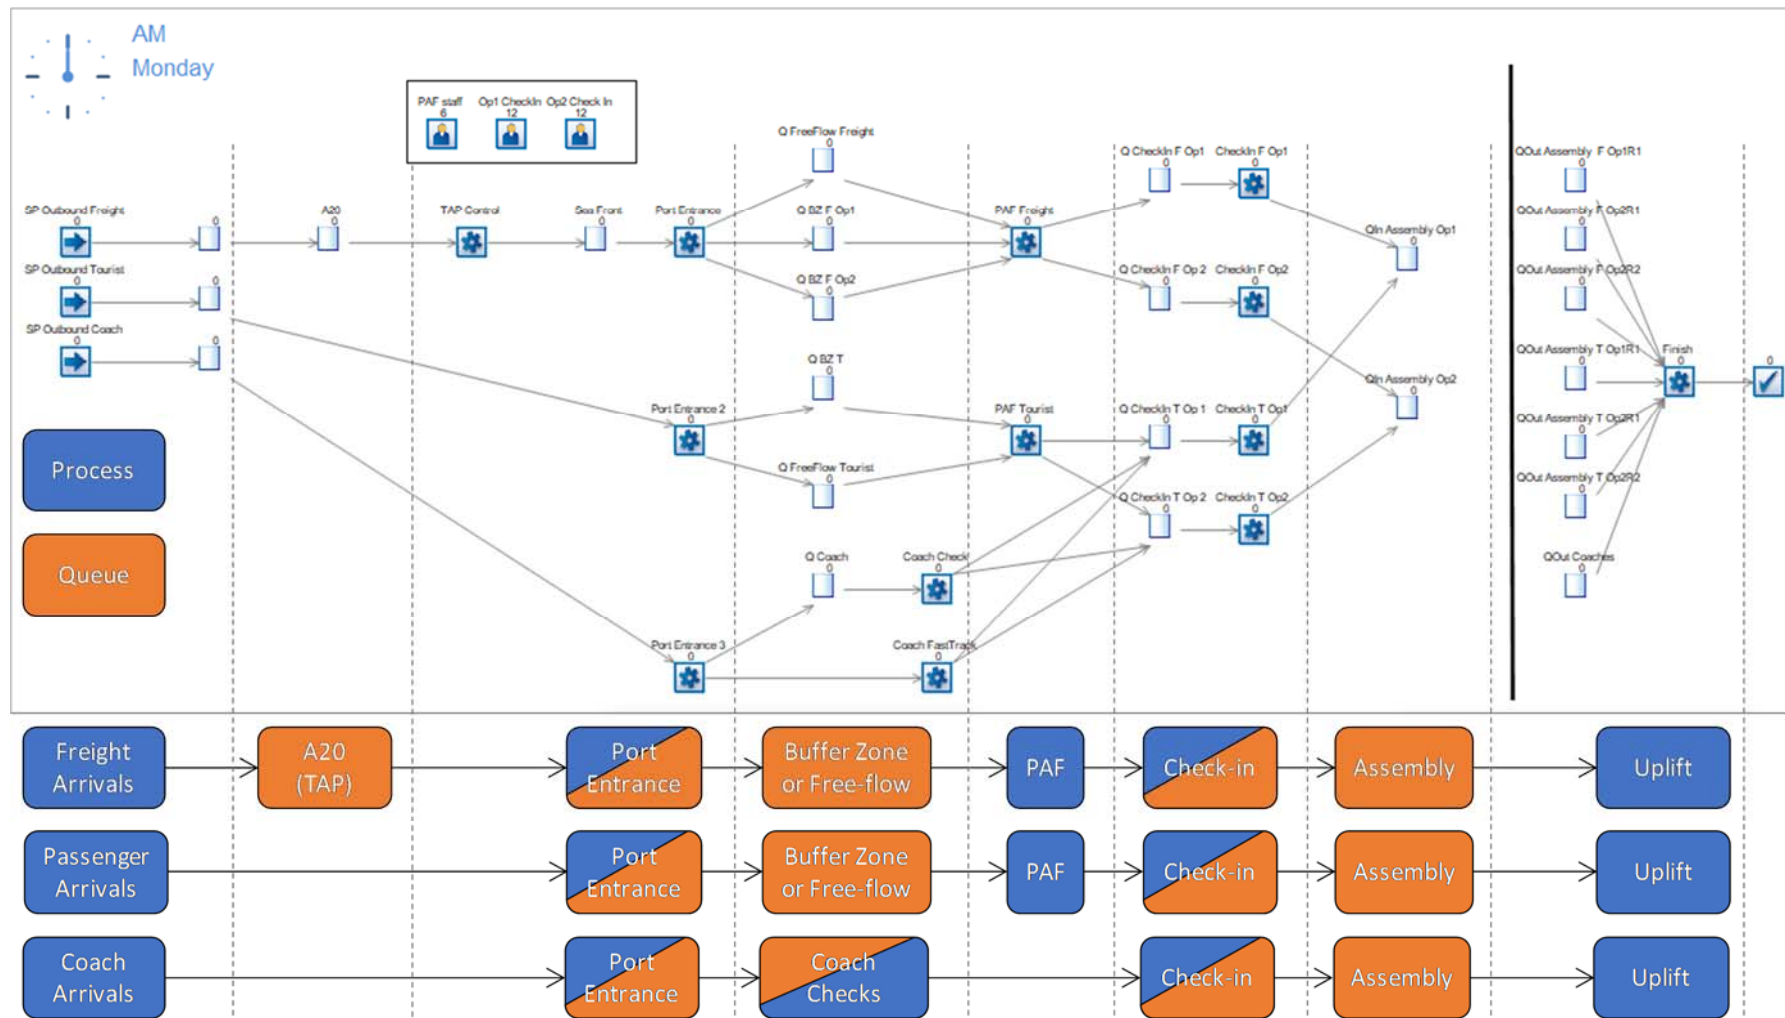 AM
Monday
PAF staff
6
Op1 CheckIn
12
Op2 Check In
12
SP Outbound Freight
0
0
SP Outbound Tourist
0
0
SP Outbound Coach
0
0
A20
0
TAP Control
0
Sea Front
0
Port Entrance
0
Port Entrance 2
0
Port Entrance 3
0
Q FreeFlow Freight
0
Q BZ F Op1
0
Q BZ F Op2
0
Q BZ T
0
Q FreeFlow Tourist
0
Q Coach
0
Coach Check
0
Coach FastTrack
0
PAF Freight
0
PAF Tourist
0
Q CheckIn F Op1
0
CheckIn F Op1
0
Q CheckIn F Op 2
0
CheckIn F Op2
0
Q CheckIn T Op 1
0
CheckIn T Op1
0
Q CheckIn T Op 2
0
CheckIn T Op2
0
QIn Assembly Op1
0
QIn Assembly Op2
0
QOut Assembly F Op1R1
0
QOut Assembly F Op2R1
0
QOut Assembly F Op2R2
0
QOut Assembly T Op1R1
0
QOut Assembly T Op2R1
0
QOut Assembly T Op2R2
0
QOut Coaches
0
Finish
0
0
Process
Queue
Freight
Arrivals
A20
(TAP)
Port
Entrance
Buffer Zone
or Free-flow
PAF
Check-in
Assembly
Uplift
Passenger
Arrivals
Port
Entrance
Buffer Zone
or Free-flow
PAF
Check-in
Assembly
Uplift
Coach
Arrivals
Port
Entrance
Coach
Checks
Check-in
Assembly
Uplift